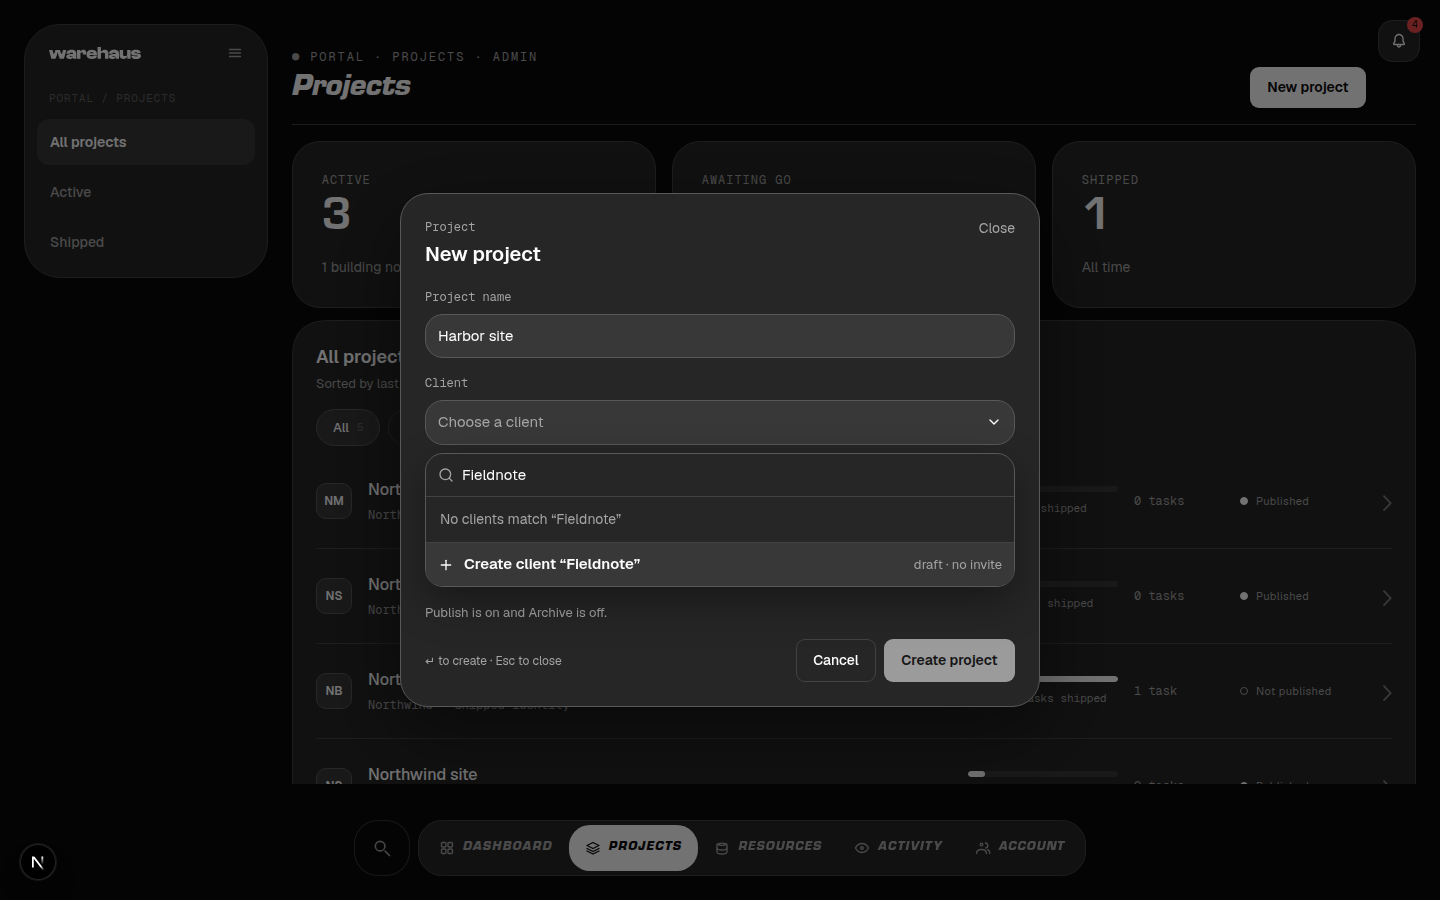 warehaus
PORTAL / PROJECTS
All projects
Active
Shipped
PORTAL · PROJECTS · ADMIN
Projects
New project
4
ACTIVE
3
1 building no
AWAITING GO
SHIPPED
1
All time
All project
Sorted by last
All 5
Project
New project
Close
Project name
Harbor site
Client
Choose a client
Fieldnote
No clients match “Fieldnote”
+ Create client “Fieldnote”
draft · no invite
Publish is on and Archive is off.
↵ to create · Esc to close
Cancel
Create project
NM
Nort
North
shipped
0 tasks
Published
NS
Nort
North
shipped
0 tasks
Published
NB
Nort
Northwind
shipped
1 task
Not published
Northwind site
DASHBOARD
PROJECTS
RESOURCES
ACTIVITY
ACCOUNT
N